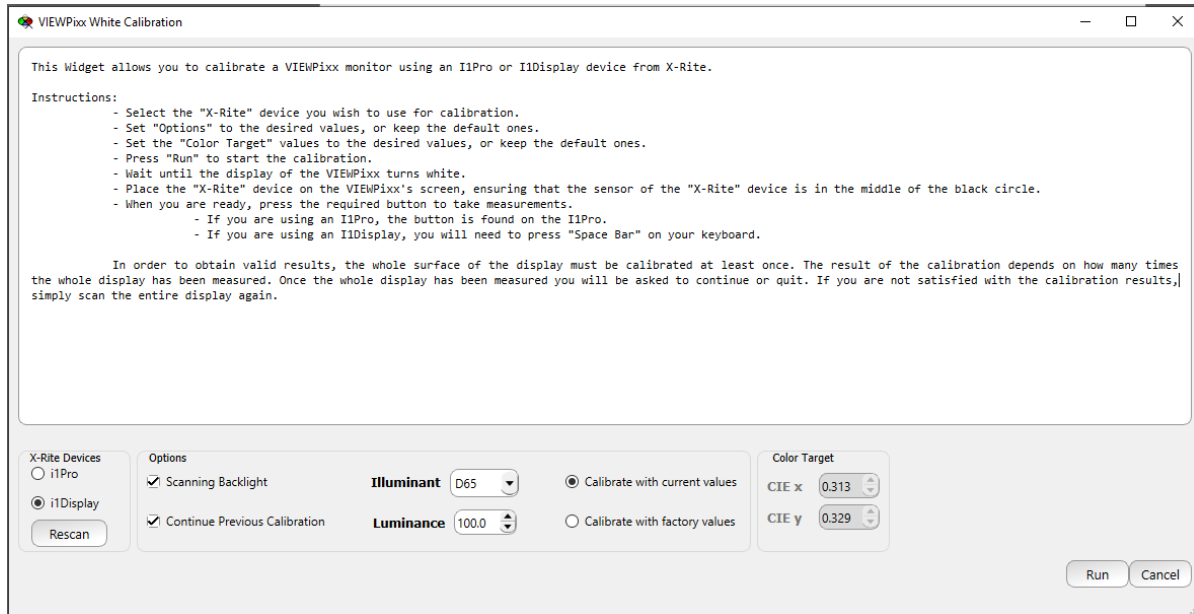 VIEWPixx White Calibration
This Widget allows you to calibrate a VIEWPixx monitor using an I1Pro or I1Display device from X-Rite.
Instructions:
- Select the "X-Rite" device you wish to use for calibration.
- Set "Options" to the desired values, or keep the default ones.
- Set the "Color Target" values to the desired values, or keep the default ones.
- Press "Run" to start the calibration.
- Wait until the display of the VIEWPixx turns white.
- Place the "X-Rite" device on the VIEWPixx's screen, ensuring that the sensor of the "X-Rite" device is in the middle of the black circle.
- When you are ready, press the required button to take measurements.
- If you are using an I1Pro, the button is found on the I1Pro.
- If you are using an I1Display, you will need to press "Space Bar" on your keyboard.
In order to obtain valid results, the whole surface of the display must be calibrated at least once. The result of the calibration depends on how many times
the whole display has been measured. Once the whole display has been measured you will be asked to continue or quit. If you are not satisfied with the calibration results,
simply scan the entire display again.
X-Rite Devices
i1Pro
i1Display
Rescan
Options
Scanning Backlight
Continue Previous Calibration
Illuminant D65
Luminance 100.0
Calibrate with current values
Calibrate with factory values
Color Target
CIE x 0.313
CIE y 0.329
Run Cancel